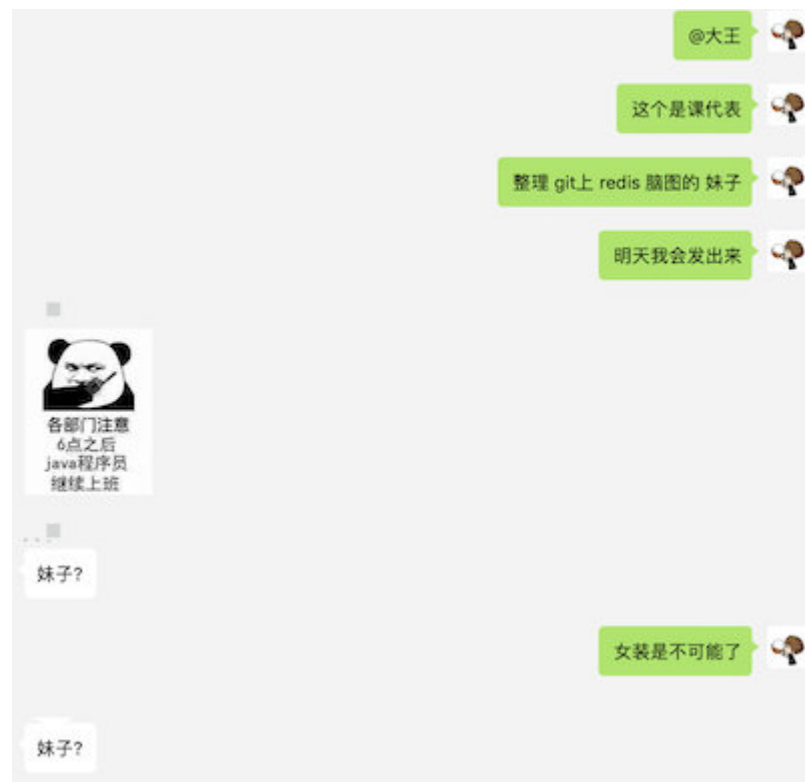 @大王
这个是课代表
整理 git上 redis 脑图的 妹子
明天我会发出来
各部门注意
6点之后
java程序员
继续上班
妹子?
女装是不可能了
妹子?